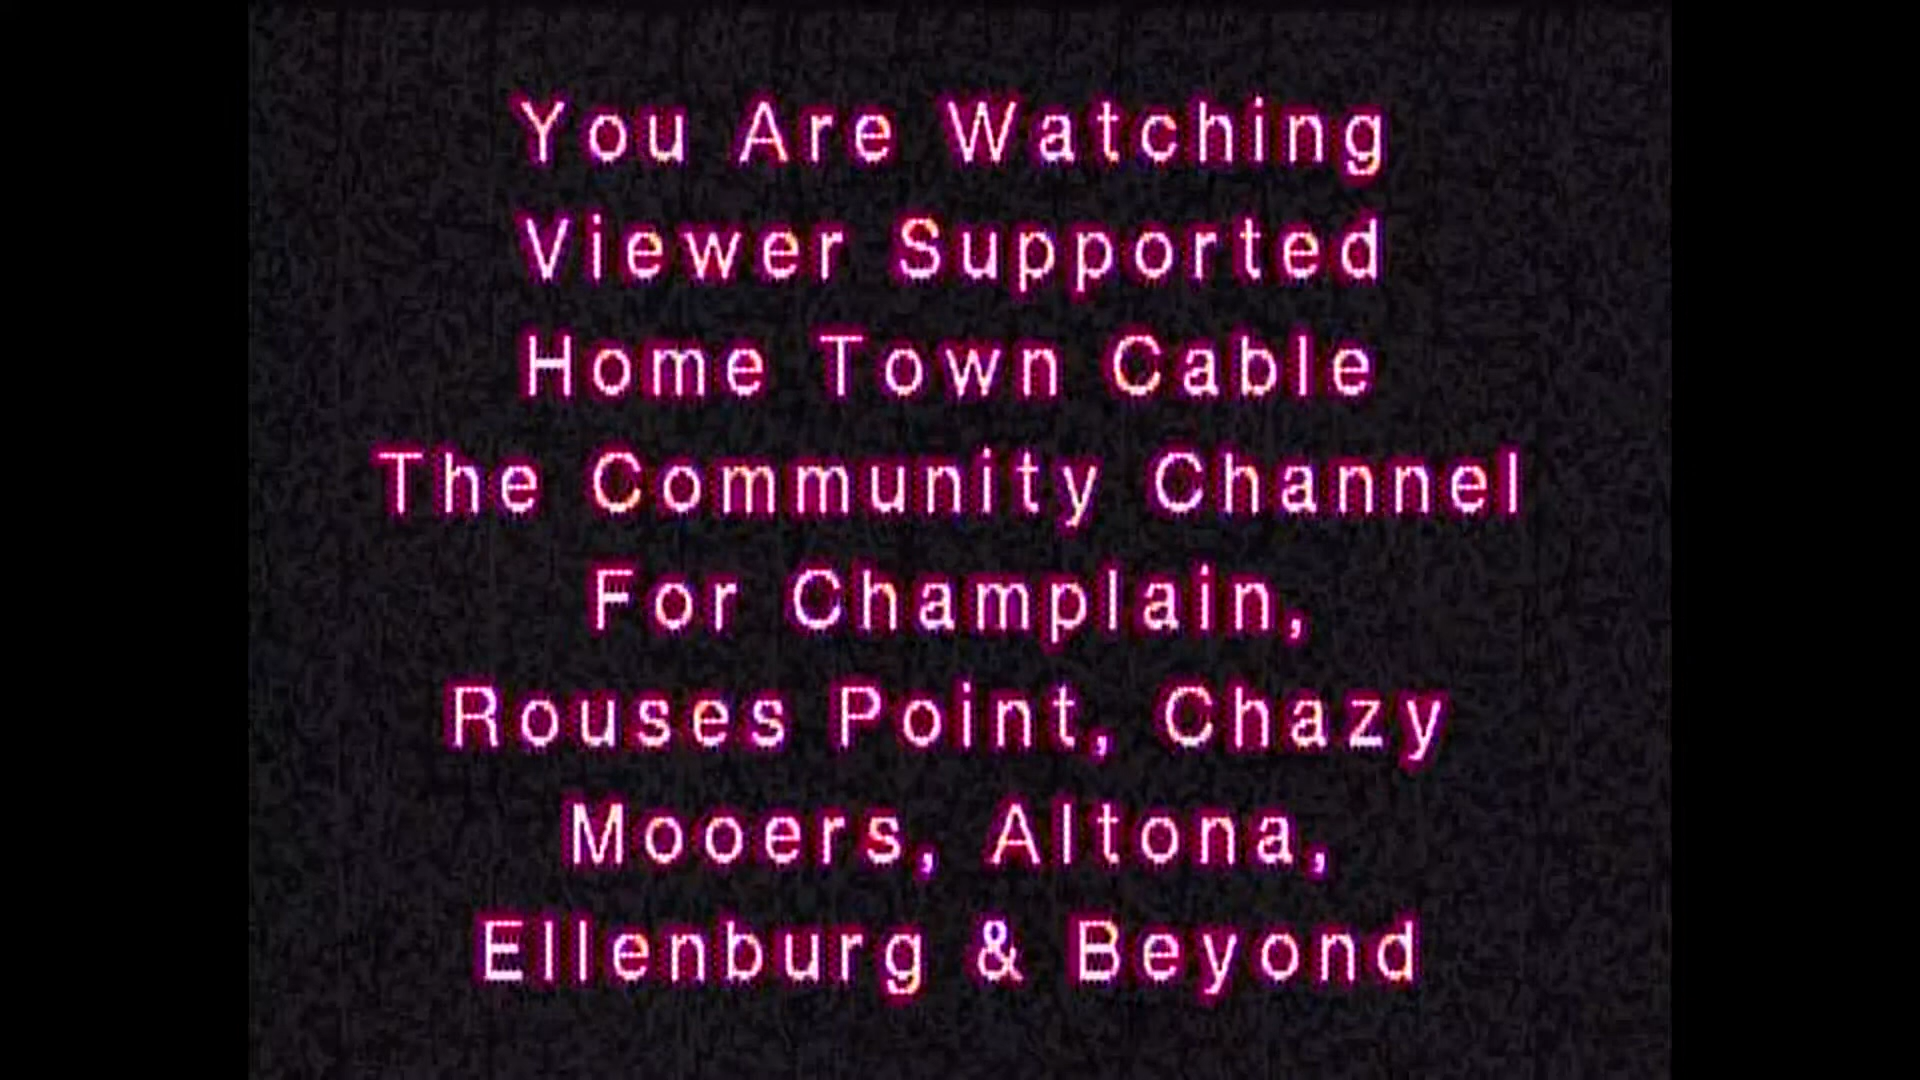 You Are Watching
Viewer Supported
Home Town Cable
The Community Channel
For Champlain,
Rouses Point, Chazy
Mooers, Altona,
Ellenburg & Beyond